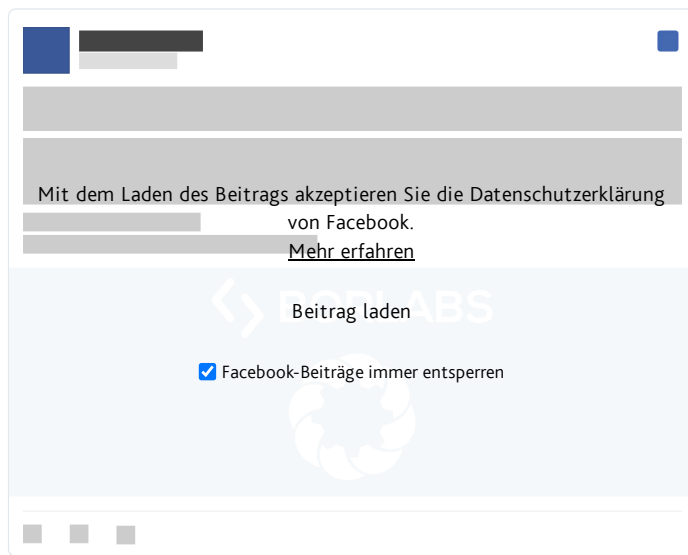 Mit dem Laden des Beitrags akzeptieren Sie die Datenschutzerklärung
von Facebook.
Mehr erfahren
Beitrag laden
Facebook-Beiträge immer entsperren